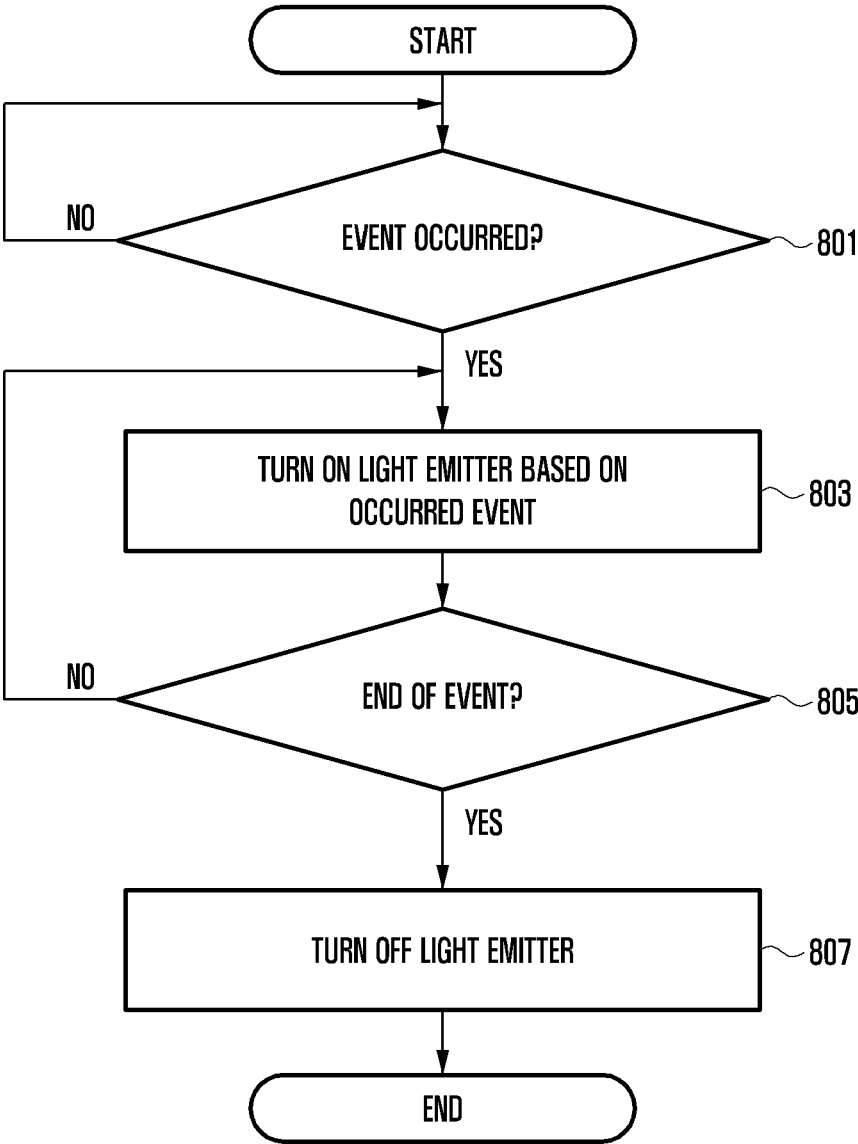 START
NO
EVENT OCCURRED?
801
YES
TURN ON LIGHT EMITTER BASED ON
OCCURRED EVENT
803
NO
END OF EVENT?
805
YES
TURN OFF LIGHT EMITTER
807
END